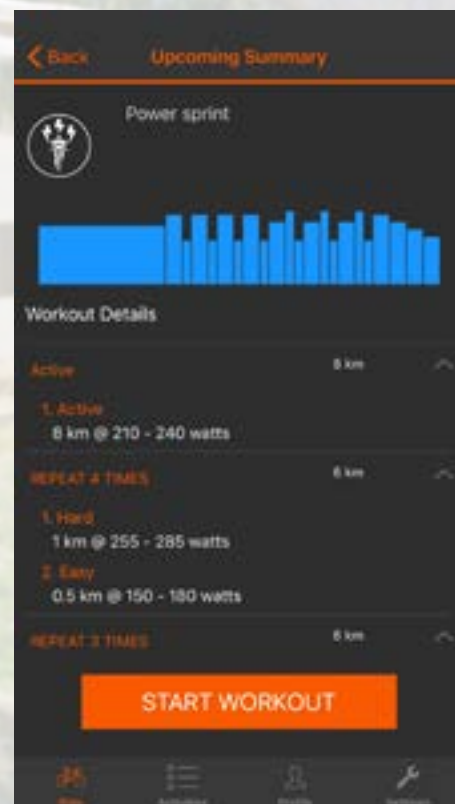 Back
Upcoming Summary
Power sprint
Workout Details
Active 8 km
1. Active
8 km @ 210 - 240 watts
REPEAT 4 TIMES 6 km
1. Hard
1 km @ 255 - 285 watts
2. Easy
0.5 km @ 150 - 180 watts
REPEAT 3 TIMES 6 km
START WORKOUT